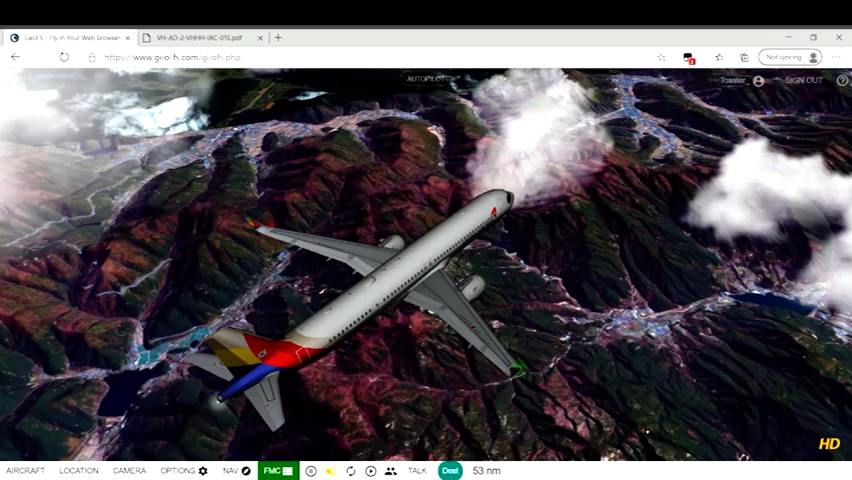 GeoFS - Fly in Your Web Browser
VH-AD-2-VHHH-IAC-01E.pdf
https://www.geo-fs.com/geofs.php
Not syncing
AUTOPILOT
Toaster_
SIGN OUT
HD
AIRCRAFT LOCATION CAMERA OPTIONS NAV FMC TALK Dest 53 nm